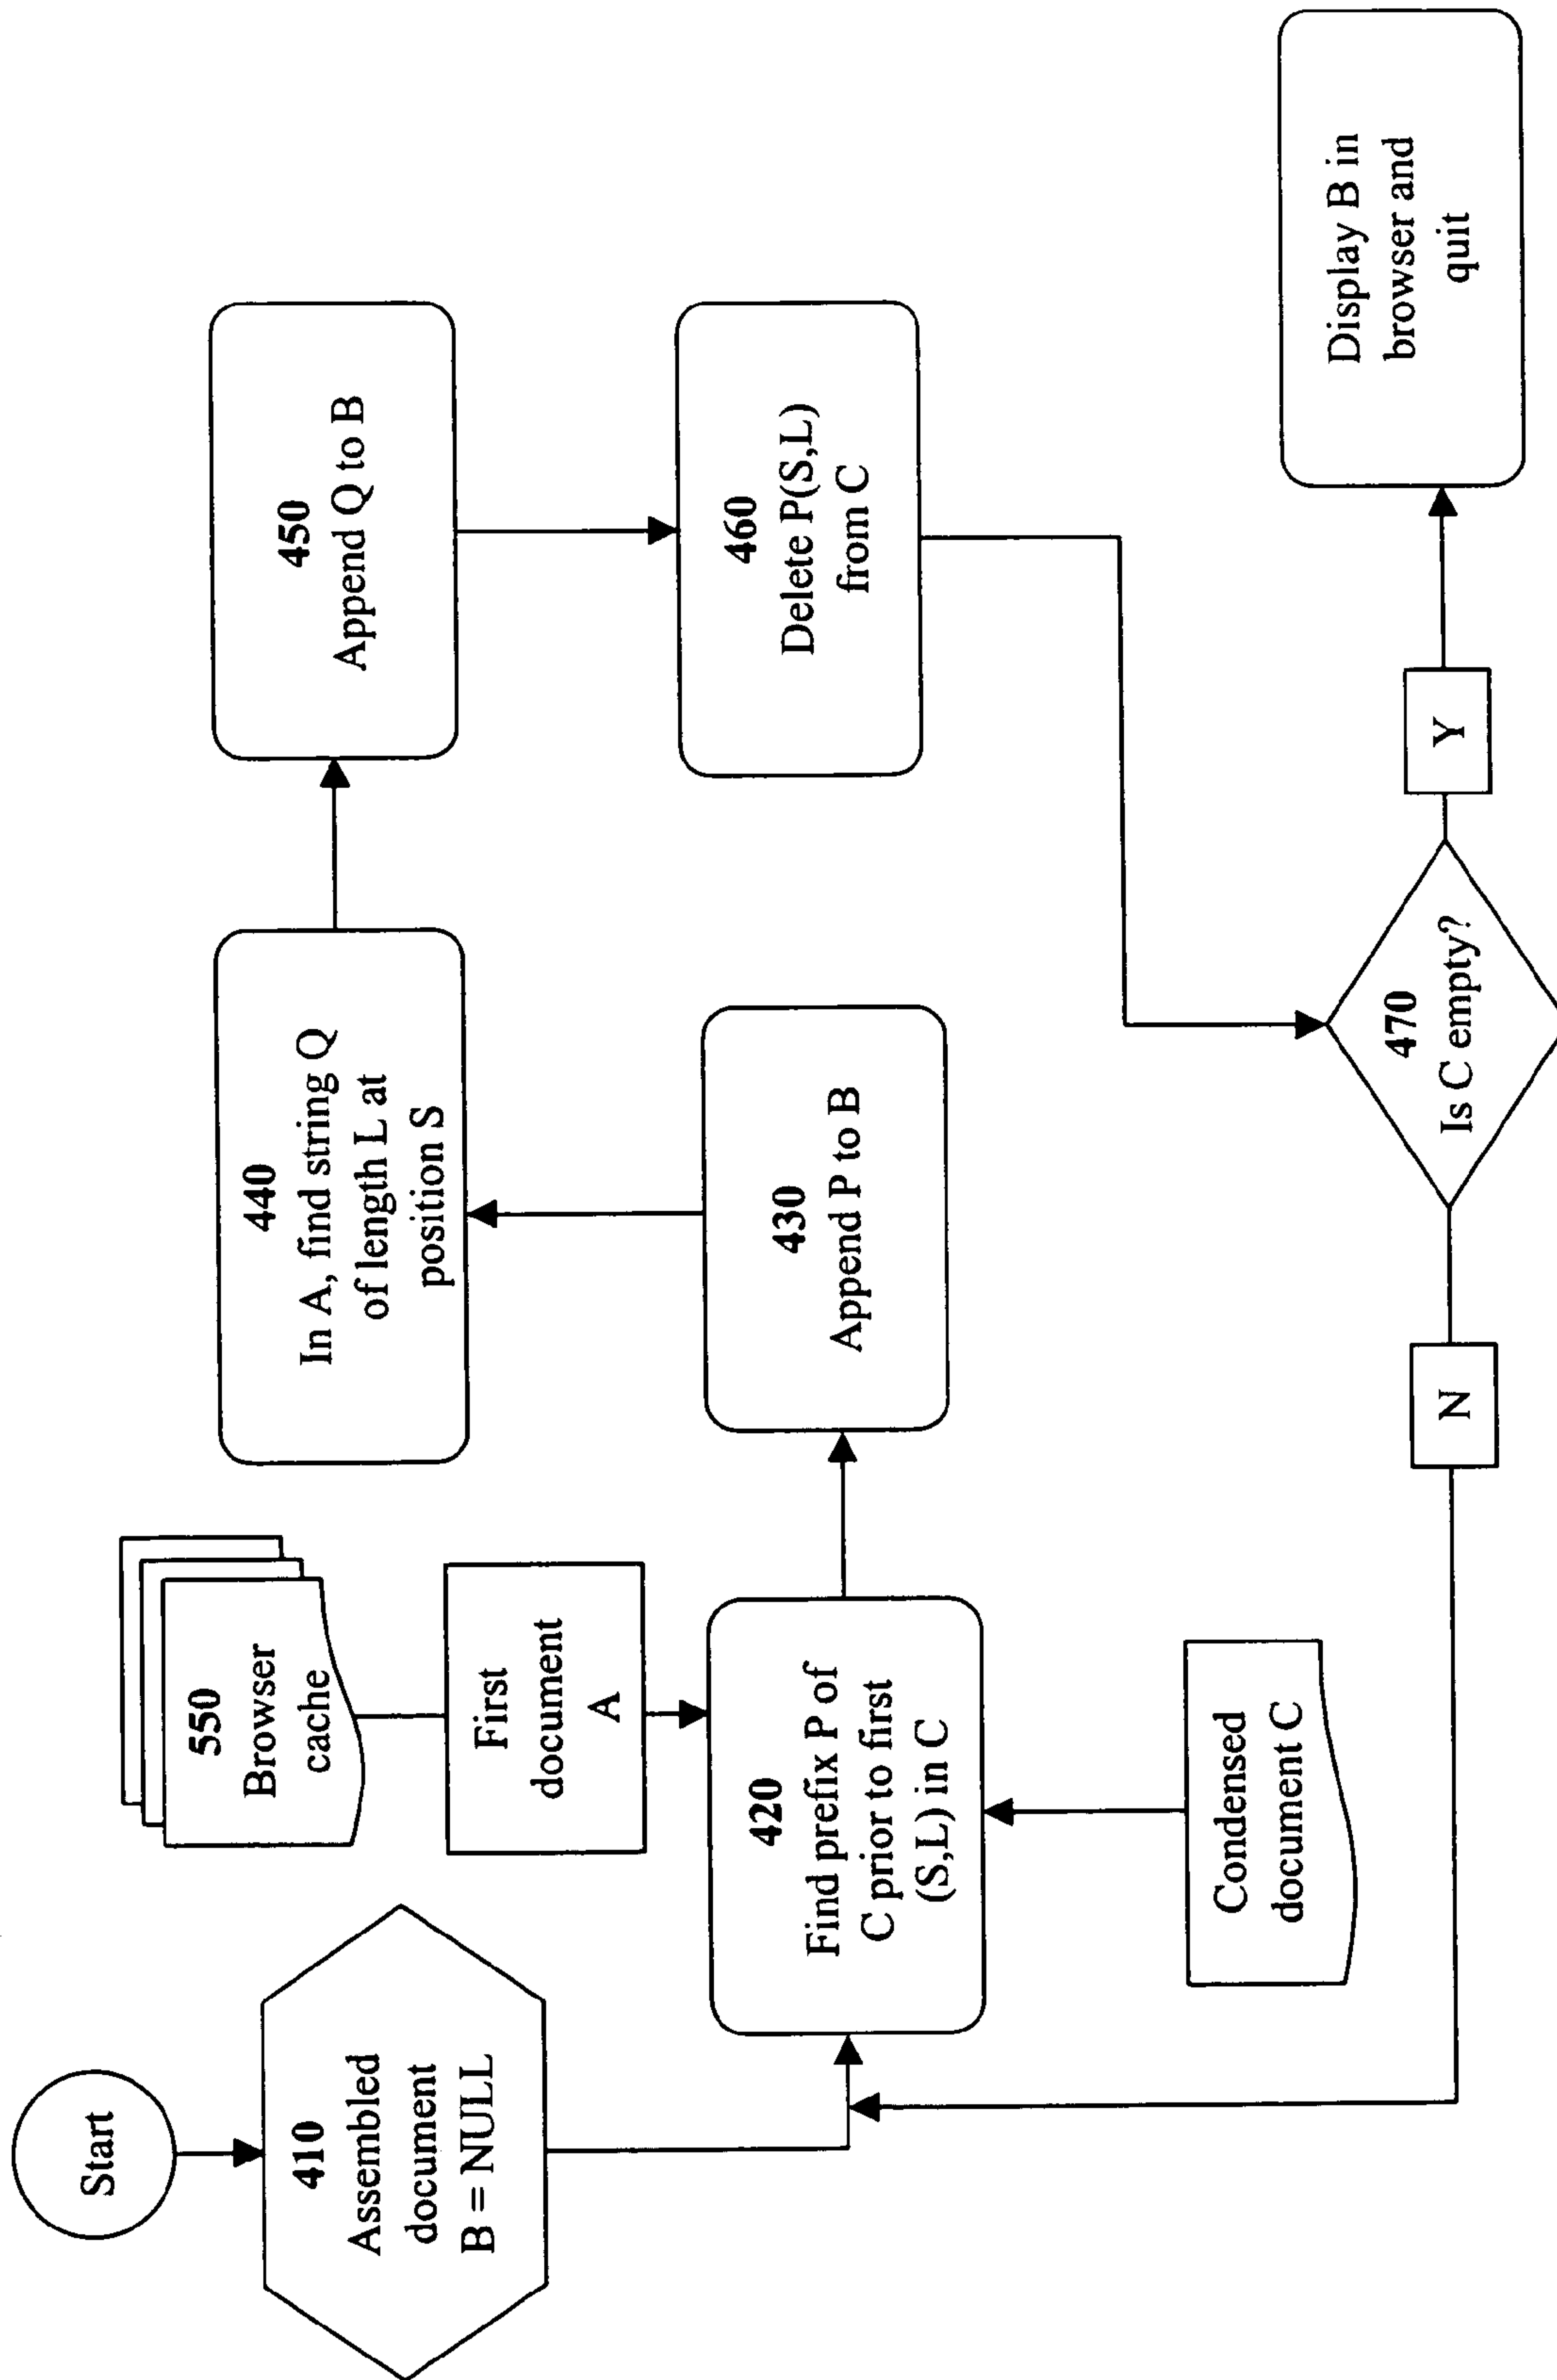 Start
410
Assembled
document
B = NULL
550
Browser
cache
First
document
A
420
Find prefix P of
C prior to first
(S,L) in C
Condensed
document C
430
Append P to B
440
In A, find string Q
of length L at
position S
450
Append Q to B
460
Delete P(S,L)
from C
470
Is C empty?
N
Y
Display B in
browser and
quit